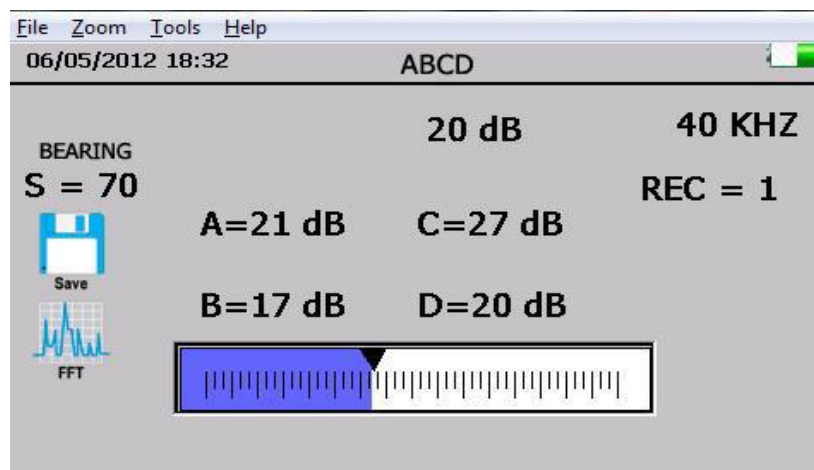 File Zoom Tools Help
06/05/2012 18:32 ABCD
20 dB 40 KHZ
BEARING
S = 70 REC = 1
A=21 dB C=27 dB
Save
B=17 dB D=20 dB
FFT